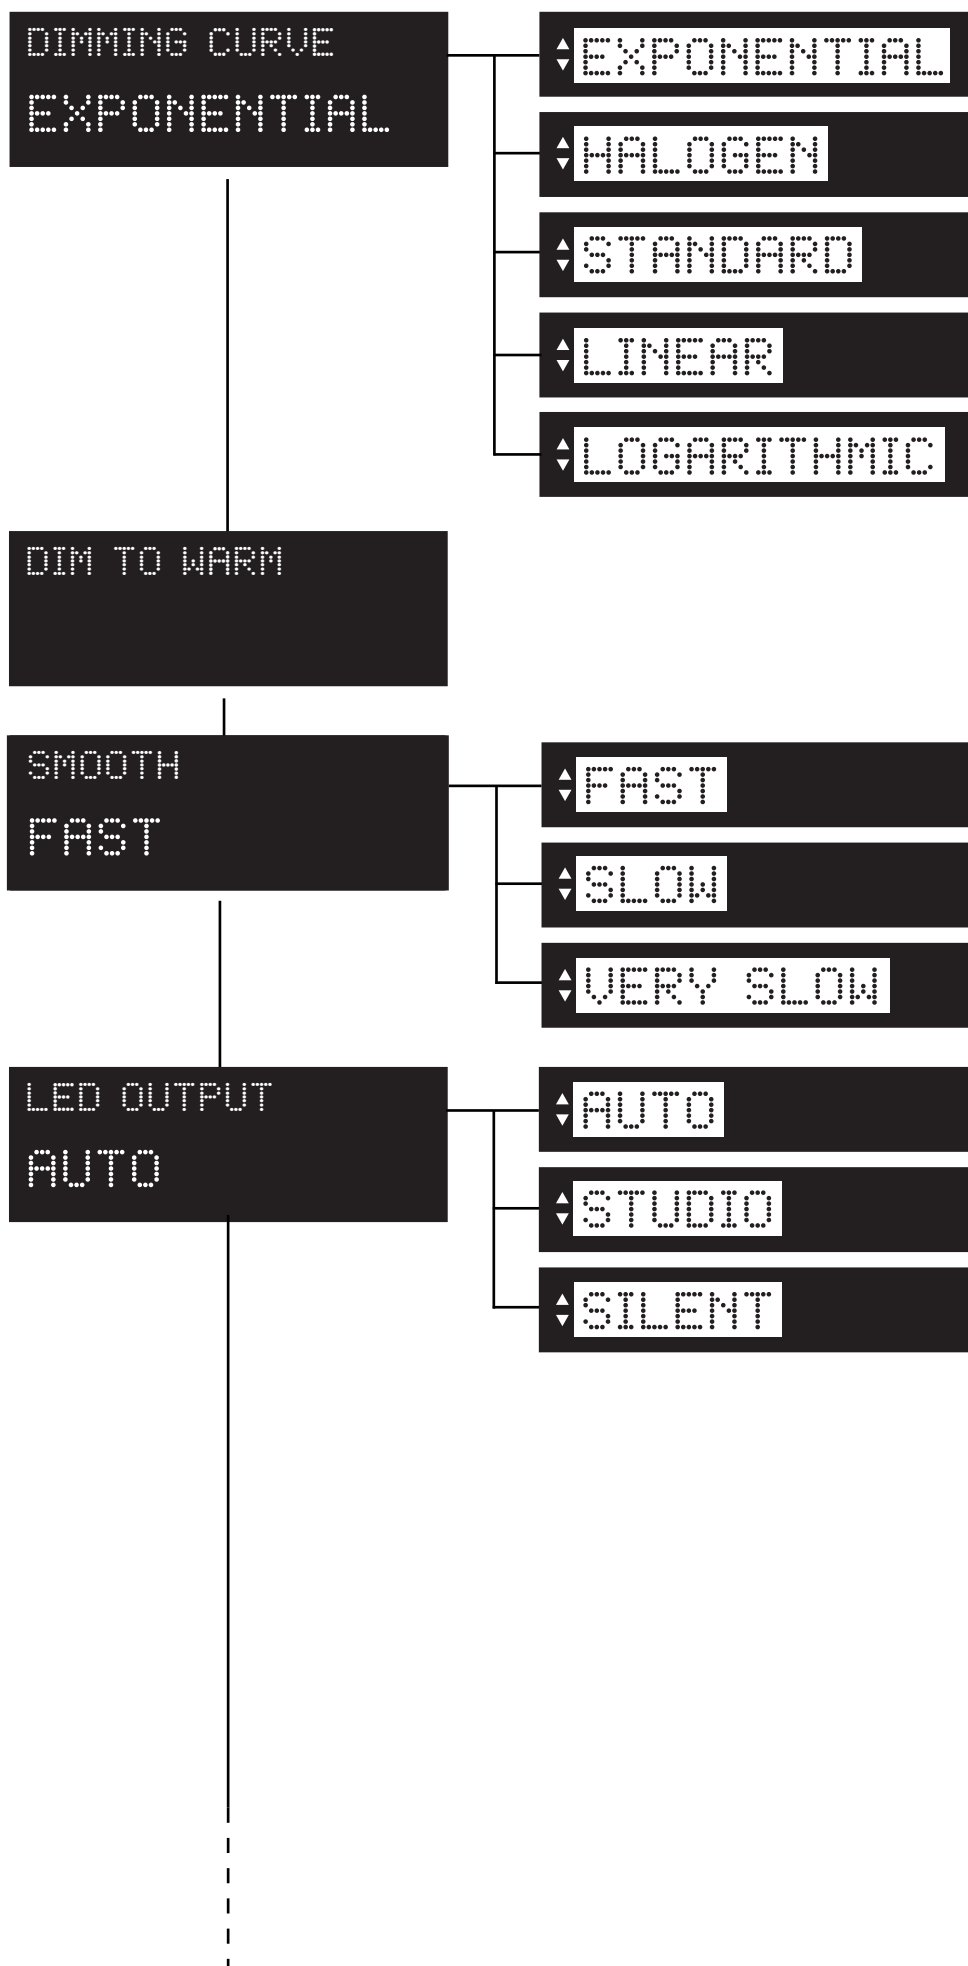 DIMMING CURVE
EXPONENTIAL
EXPONENTIAL
HALOGEN
STANDARD
LINEAR
LOGARITHMIC
DIM TO WARM
SMOOTH
FAST
FAST
SLOW
VERY SLOW
LED OUTPUT
AUTO
AUTO
STUDIO
SILENT